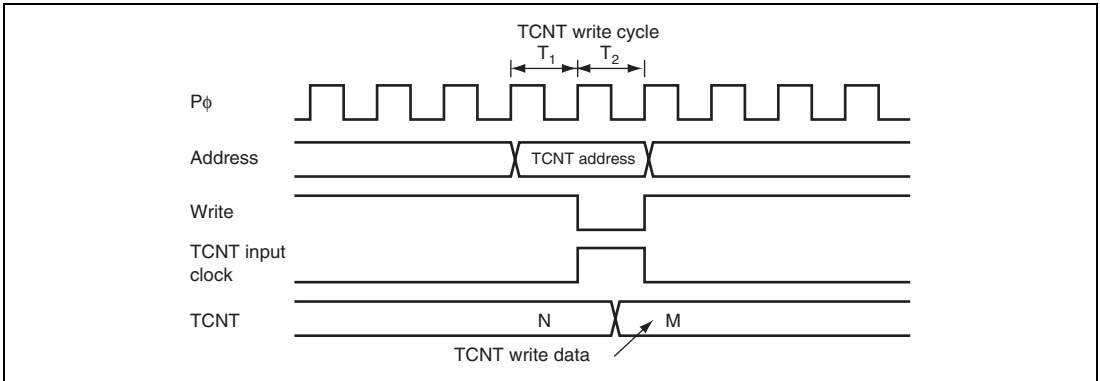 TCNT write cycle
T1 T2
Pϕ
Address
TCNT address
Write
TCNT input
clock
TCNT
N
M
TCNT write data